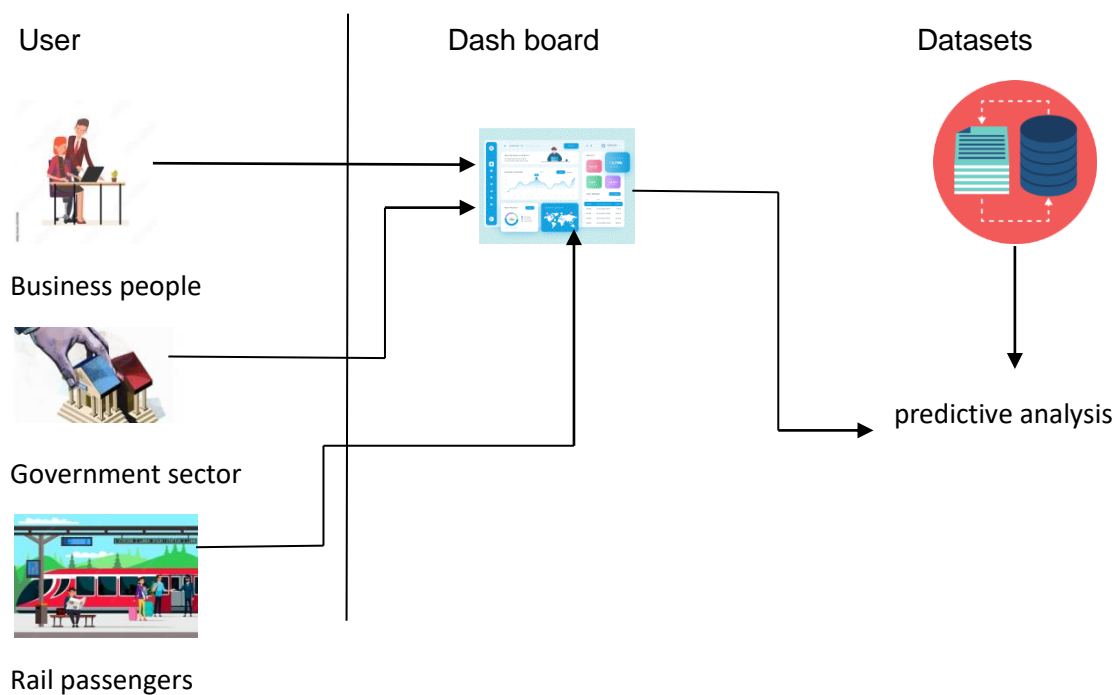 User
Dash board
Datasets
Business people
Government sector
predictive analysis
Rail passengers